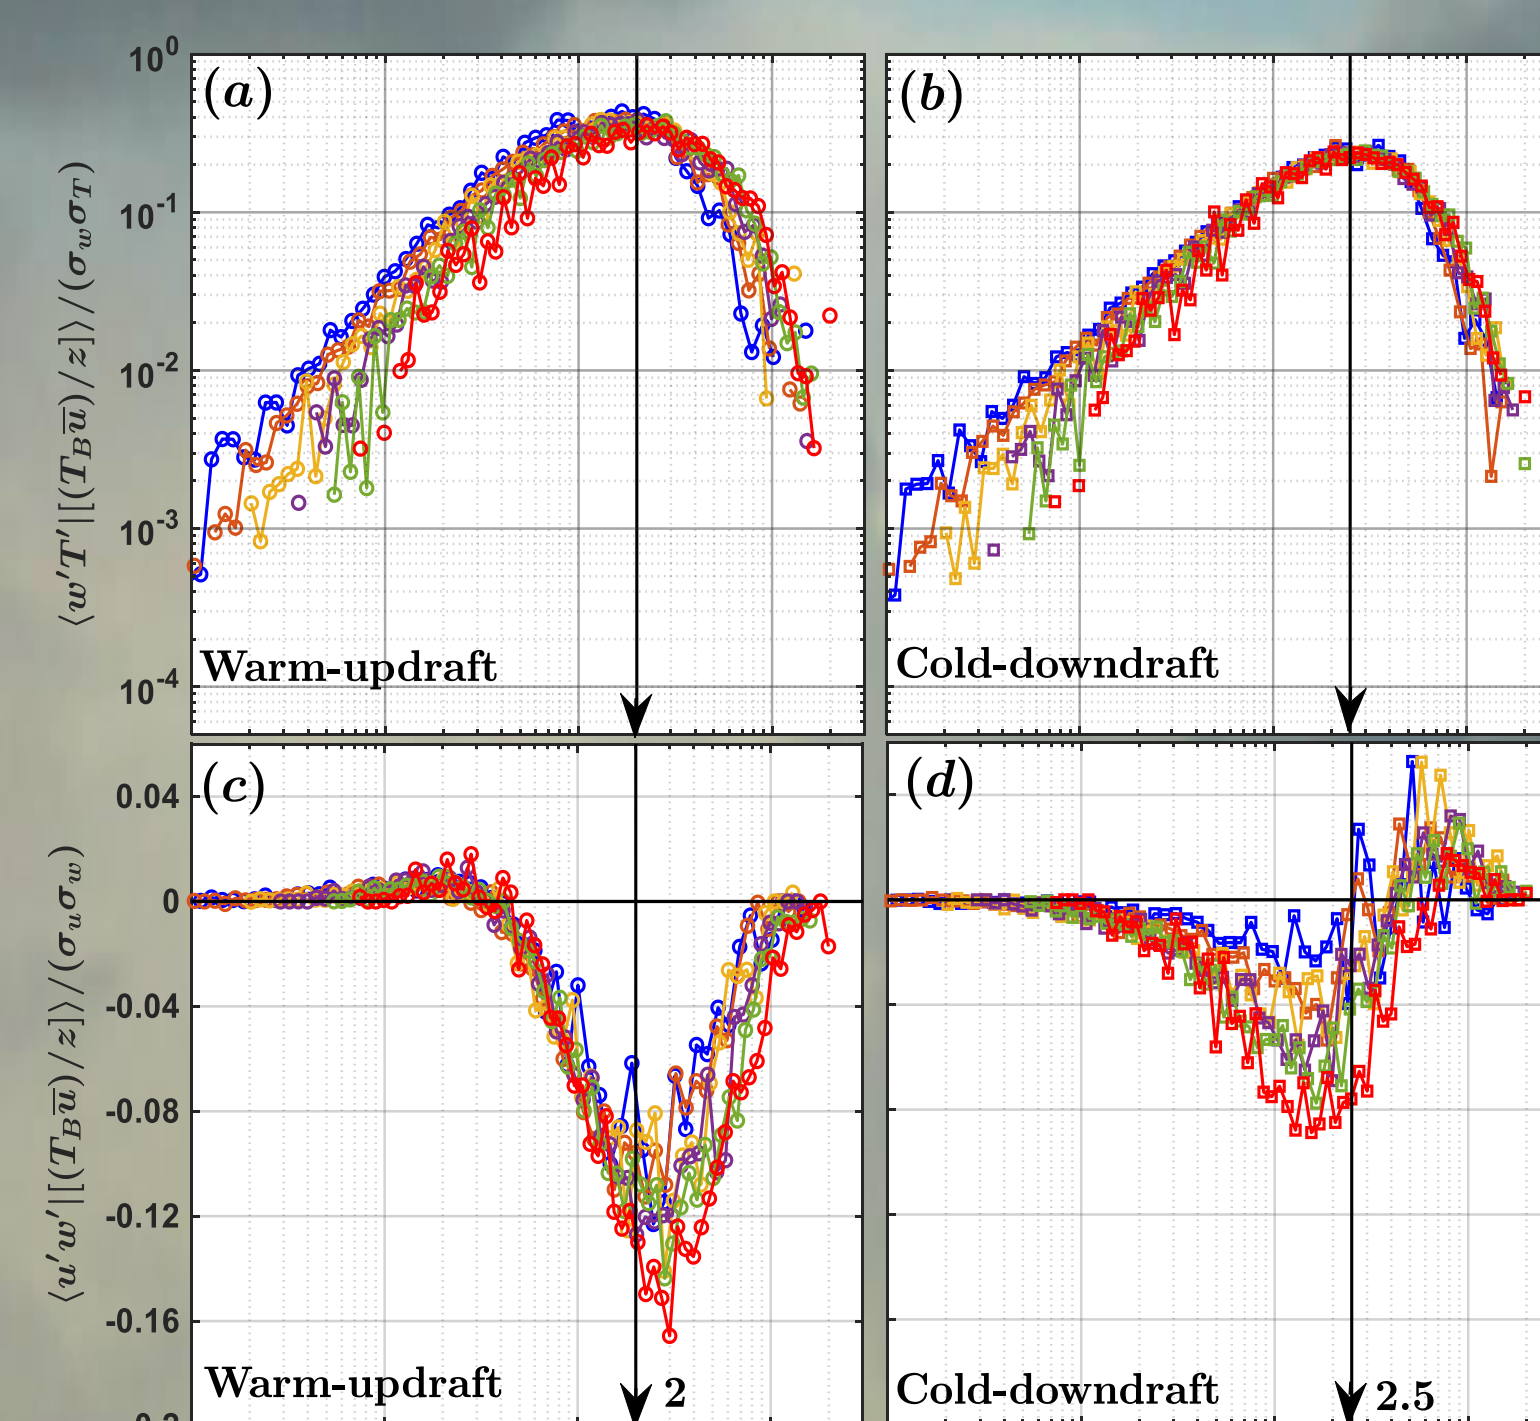 (a)
(b)
10^0
10^-1
10^-2
10^-3
10^-4
⟨w′T′|[(T_B u̅)/z]⟩/(σ_w σ_T)
Warm-updraft
Cold-downdraft
(c)
(d)
0.04
0
-0.04
-0.08
-0.12
-0.16
⟨u′w′|[(T_B u̅)/z]⟩/(σ_u σ_w)
Warm-updraft
2
Cold-downdraft
2.5